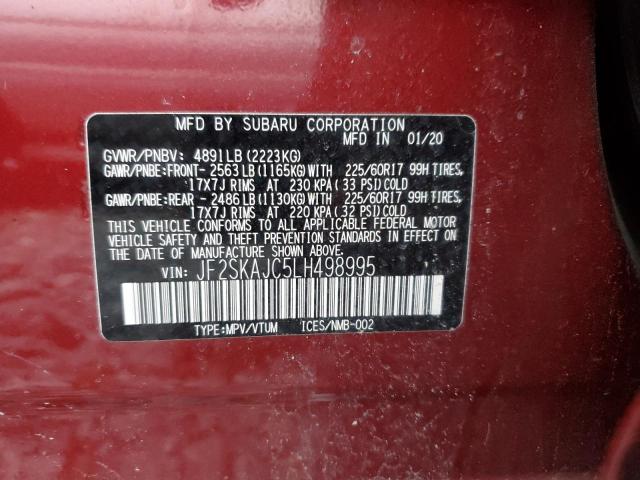 MFD BY SUBARU CORPORATION
MFD IN 01/20
GVWR/PNBV: 4891LB(2223KG)
GAWR/PNBE:FRONT-2563LB(1165KG)WITH 225/60R17 99H TIRES,
17X7J RIMS AT 230 KPA(33 PSI)COLD
GAWR/PNBE:REAR -2486LB(1130KG)WITH 225/60R17 99H TIRES,
17X7J RIMS AT 220 KPA(32 PSI)COLD
THIS VEHICLE CONFORMS TO ALL APPLICABLE FEDERAL MOTOR
VEHICLE SAFETY AND THEFT PREVENTION STANDARDS IN EFFECT
ON THE DATE OF MANUFACTURE SHOWN ABOVE.
VIN: JF2SKAJC5LH498995
TYPE:MPV/VTUM ICES/NMB-002